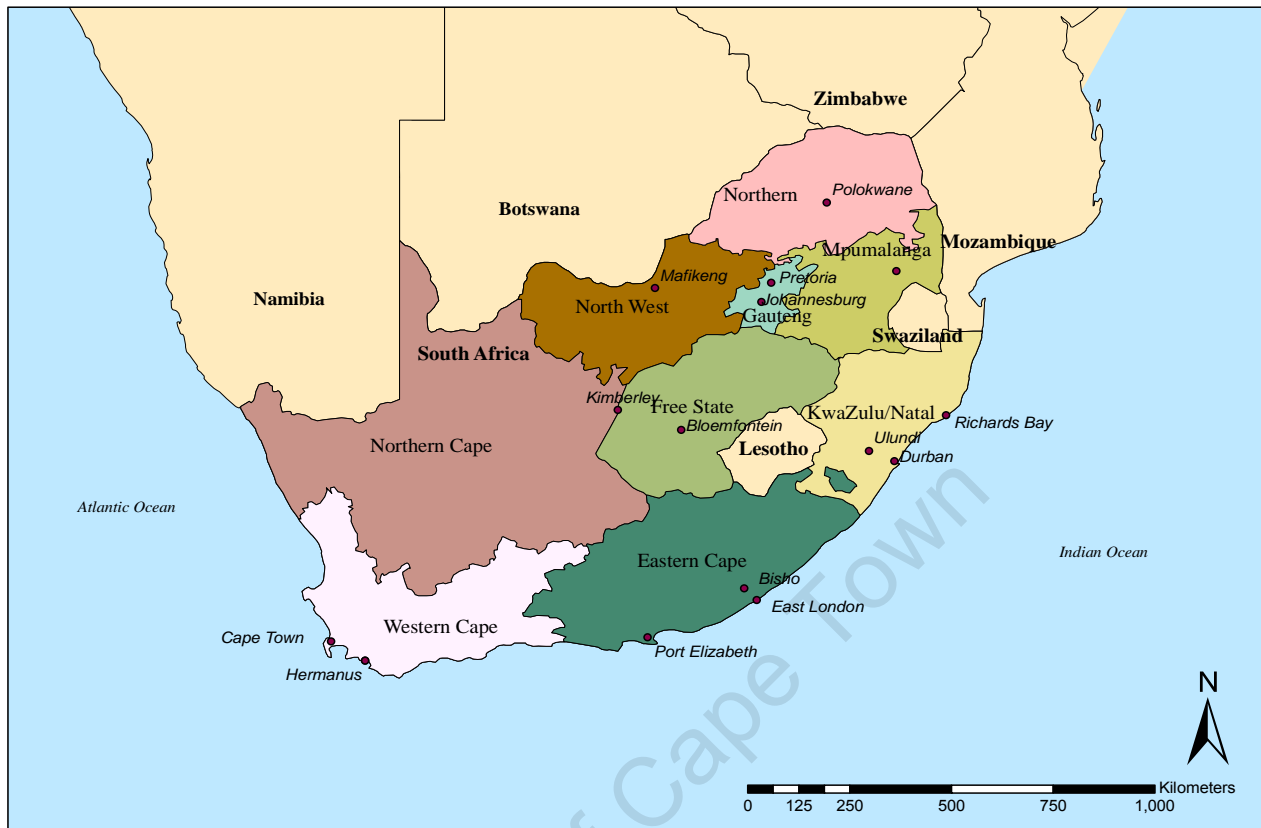 Zimbabwe
Northern
Polokwane
Botswana
Mozambique
Mpumalanga
Namibia
Mafikeng
Pretoria
North West
Johannesburg
Gauteng
Swaziland
South Africa
Kimberley
Free State
KwaZulu/Natal
Richards Bay
Bloemfontein
Northern Cape
Lesotho
Ulundi
Durban
Atlantic Ocean
Indian Ocean
Eastern Cape
Bisho
East London
Western Cape
Cape Town
Port Elizabeth
Hermanus
of Cape Town
N
Kilometers
0 125 250 500 750 1,000